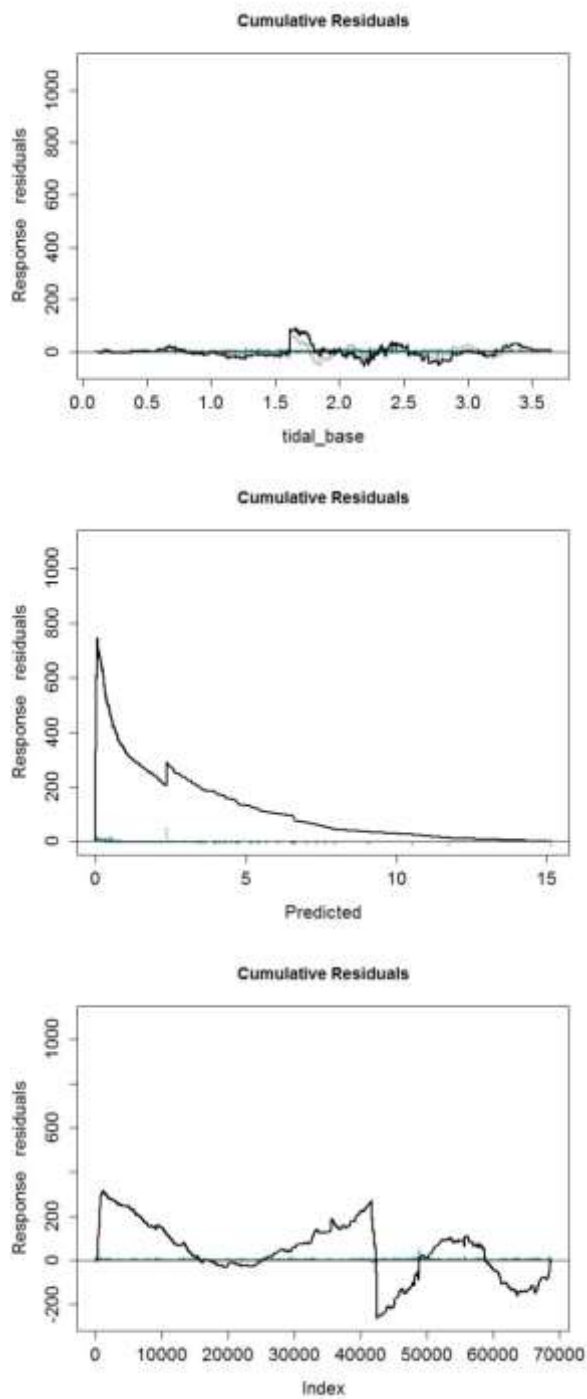 Cumulative Residuals
Response residuals
1000
800
600
400
200
0
0.0 0.5 1.0 1.5 2.0 2.5 3.0 3.5
tidal_base
Cumulative Residuals
Response residuals
1000
800
600
400
200
0
0 5 10 15
Predicted
Cumulative Residuals
Response residuals
1000
600
200
0
-200
0 10000 20000 30000 40000 50000 60000 70000
Index